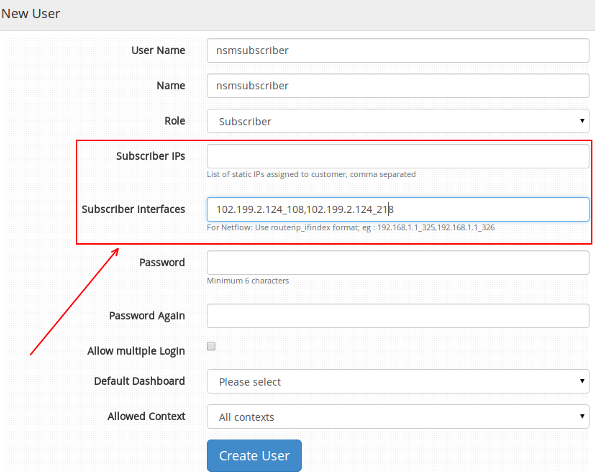 New User
User Name nsmsubscriber
Name nsmsubscriber
Role Subscriber
Subscriber IPs
List of static IPs assigned to customer, comma separated
Subscriber Interfaces 102.199.2.124_108,102.199.2.124_218
For Netflow: Use routerip_ifindex format; eg : 192.168.1.1_325,192.168.1.1_326
Password
Minimum 6 characters
Password Again
Allow multiple Login
Default Dashboard Please select
Allowed Context All contexts
Create User